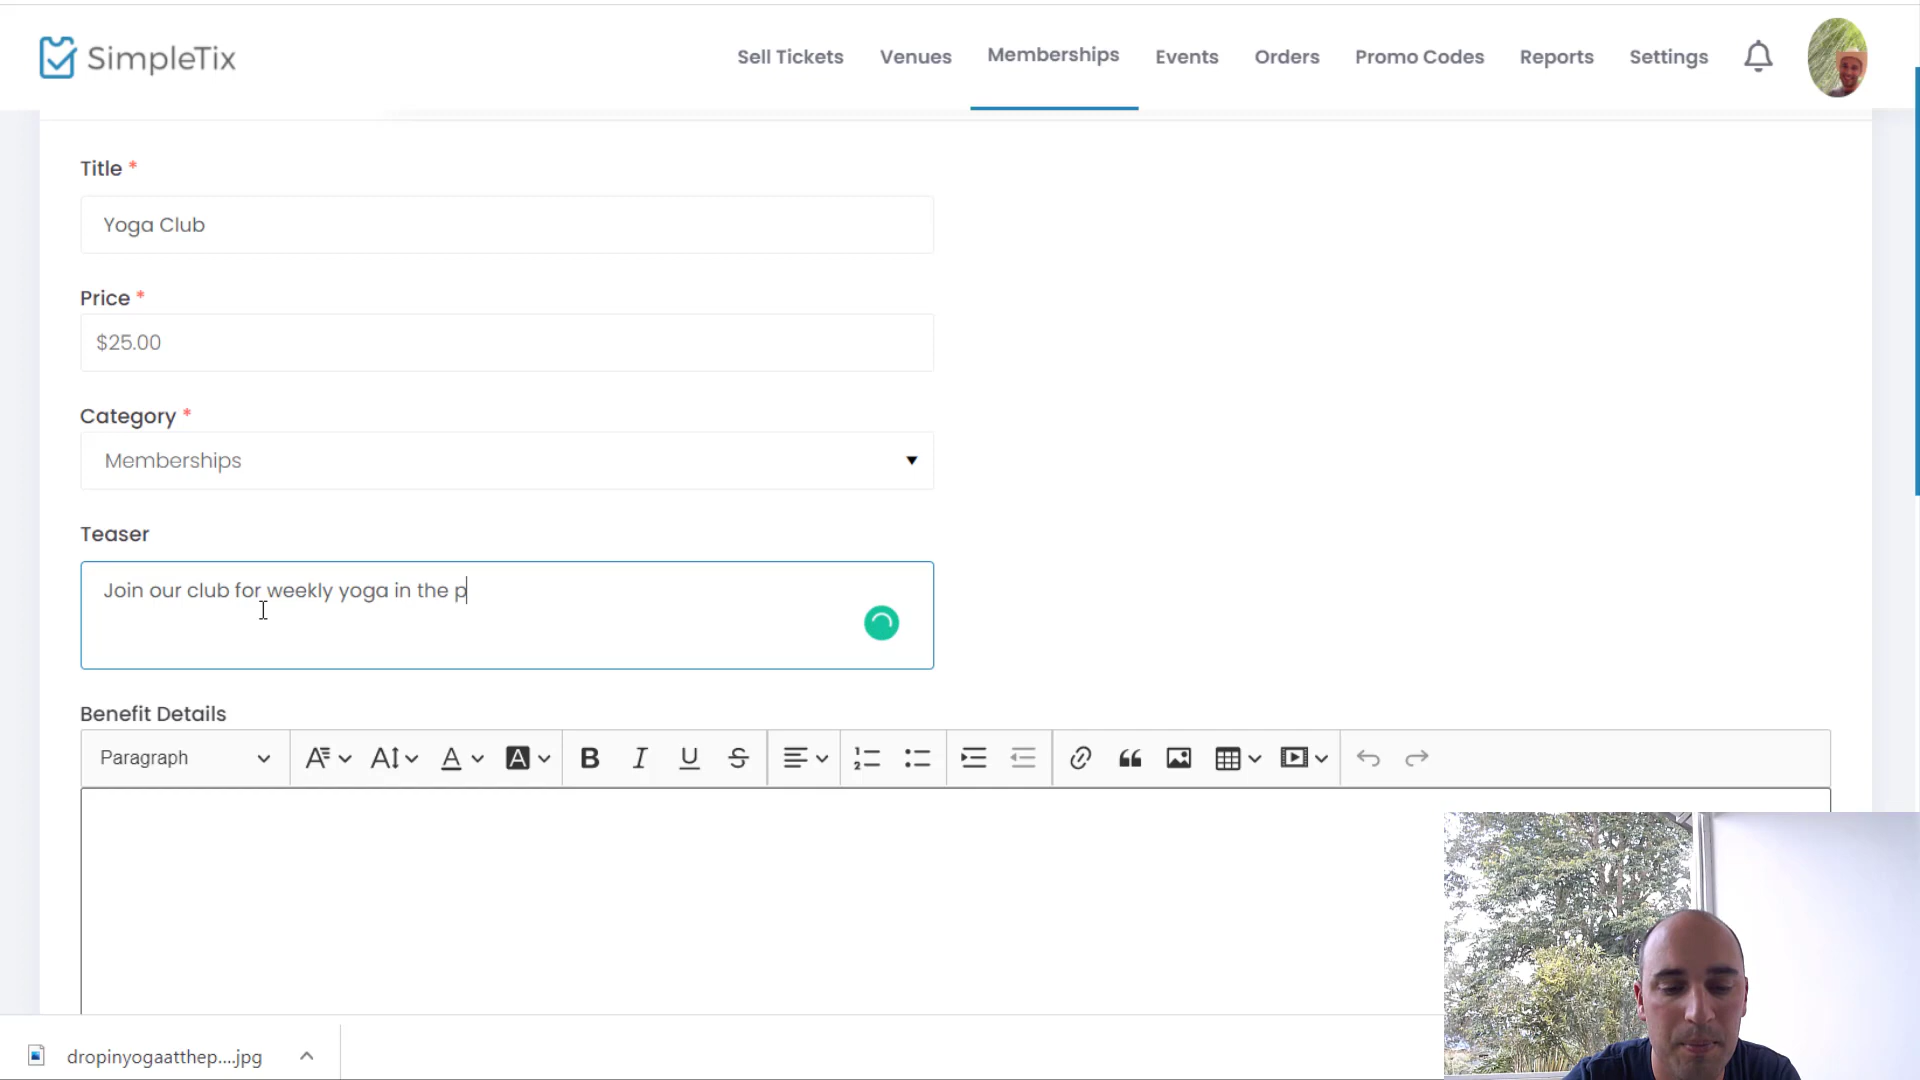 SimpleTix
Sell Tickets Venues Memberships Events Orders Promo Codes Reports Settings
Title *
Yoga Club
Price *
$25.00
Category *
Memberships
Teaser
Join our club for weekly yoga in the p
Benefit Details
Paragraph
dropinyogaatthep....jpg